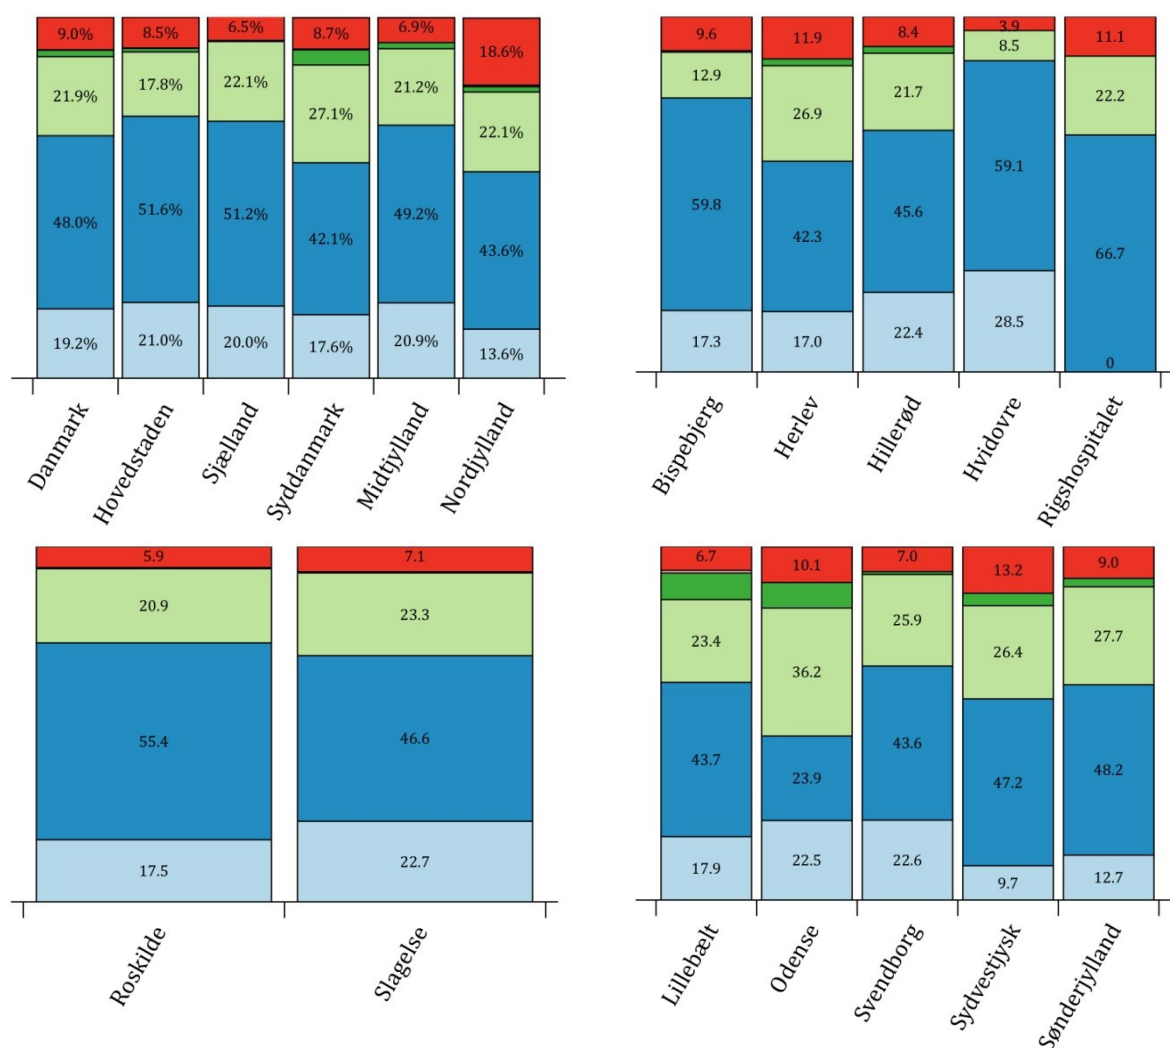 9.0% 8.5% 6.5% 8.7% 6.9% 18.6%
21.9% 17.8% 22.1% 27.1% 21.2% 22.1%
48.0% 51.6% 51.2% 42.1% 49.2% 43.6%
19.2% 21.0% 20.0% 17.6% 20.9% 13.6%
Danmark Hovedstaden Sjælland Syddanmark Midtjylland Nordjylland
9.6 11.9 8.4 3.9 11.1
12.9 26.9 21.7 8.5 22.2
59.8 42.3 45.6 59.1 66.7
17.3 17.0 22.4 28.5 0
Bispebjerg Herlev Hillerød Hvidovre Rigshospitalet
5.9 7.1
20.9 23.3
55.4 46.6
17.5 22.7
Roskilde Slagelse
6.7 10.1 7.0 13.2 9.0
23.4 36.2 25.9 26.4 27.7
43.7 23.9 43.6 47.2 48.2
17.9 22.5 22.6 9.7 12.7
Lillebælt Odense Svendborg Sydvestjysk Sønderjylland